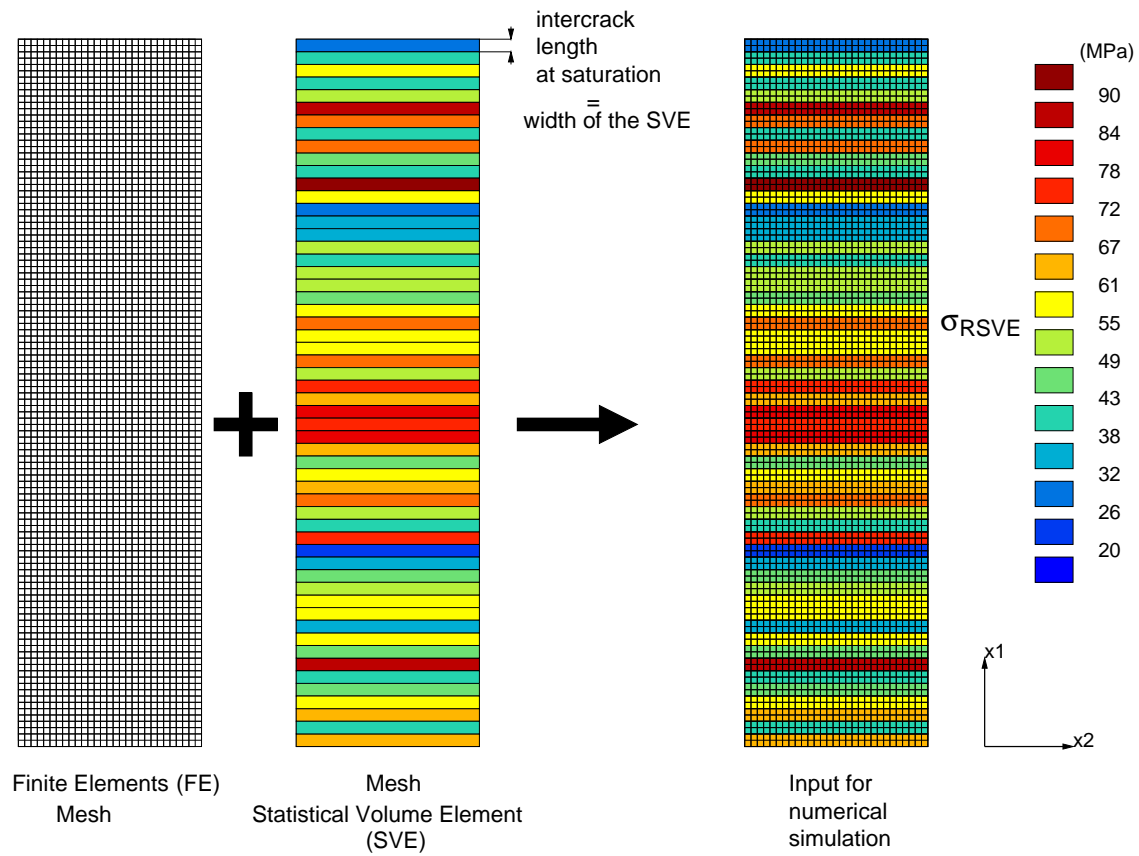 intercrack
length
at saturation
=
width of the SVE
(MPa)
90
84
78
72
67
61
55
49
43
38
32
26
20
σRSVE
x1
x2
Finite Elements (FE)
Mesh
Mesh
Statistical Volume Element
(SVE)
Input for
numerical
simulation